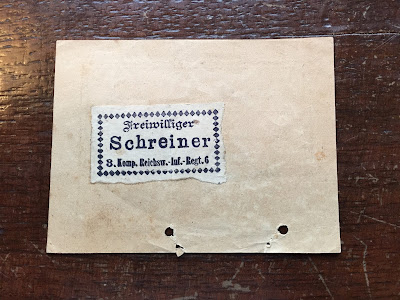 Freiwilliger
Schreiner
3. Komp. Reichsw.-Inf.-Regt. 6